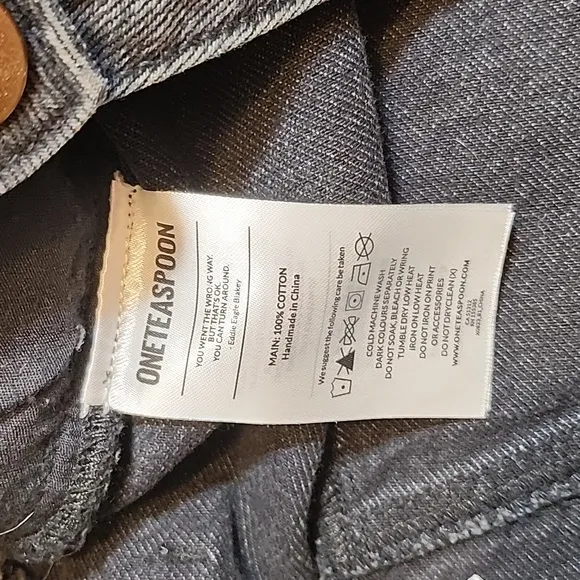 ONETEASPOON
YOU WENT THE WRONG WAY.
BUT THAT'S OK.
YOU CAN TURN AROUND.
- Eddie Eagle Blakey
MAIN: 100% COTTON
Handmade in China
We suggest the following care be taken
COLD MACHINE WASH
DARK COLOURS SEPARATELY
DO NOT SOAK, BLEACH OR WRING
TUMBLE DRY LOW HEAT
IRON ON LOW HEAT
DO NOT IRON ON PRINT
OR ACCESSORIES
DO NOT DRYCLEAN (X)
WWW.ONETEASPOON.COM